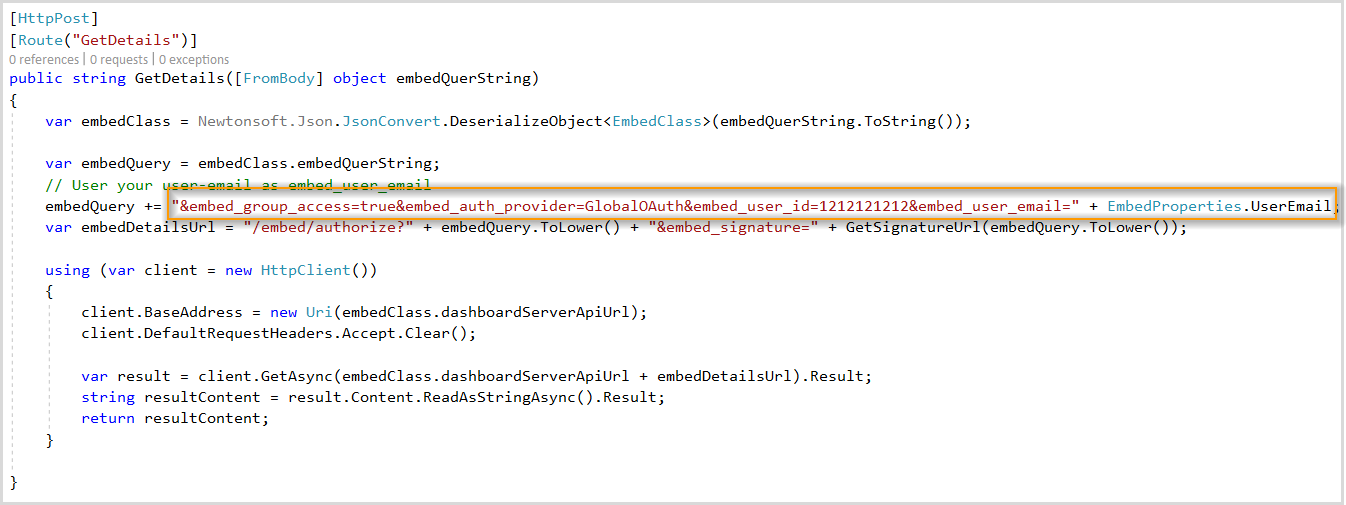 [HttpPost]
[Route("GetDetails")]
0 references | 0 requests | 0 exceptions
public string GetDetails([FromBody] object embedQuerString)
{
var embedClass = Newtonsoft.Json.JsonConvert.DeserializeObject<EmbedClass>(embedQuerString.ToString());
var embedQuery = embedClass.embedQuerString;
// User your user-email as embed_user_email
embedQuery += "&embed_group_access=true&embed_auth_provider=GlobalOAuth&embed_user_id=1212121212&embed_user_email=" + EmbedProperties.UserEmail;
var embedDetailsUrl = "/embed/authorize?" + embedQuery.ToLower() + "&embed_signature=" + GetSignatureUrl(embedQuery.ToLower());
using (var client = new HttpClient())
{
client.BaseAddress = new Uri(embedClass.dashboardServerApiUrl);
client.DefaultRequestHeaders.Accept.Clear();
var result = client.GetAsync(embedClass.dashboardServerApiUrl + embedDetailsUrl).Result;
string resultContent = result.Content.ReadAsStringAsync().Result;
return resultContent;
}
}